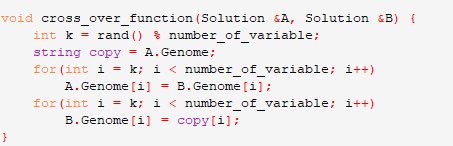 void cross_over_function(Solution &A, Solution &B) {
    int k = rand() % number_of_variable;
    string copy = A.Genome;
    for(int i = k; i < number_of_variable; i++)
        A.Genome[i] = B.Genome[i];
    for(int i = k; i < number_of_variable; i++)
        B.Genome[i] = copy[i];
}